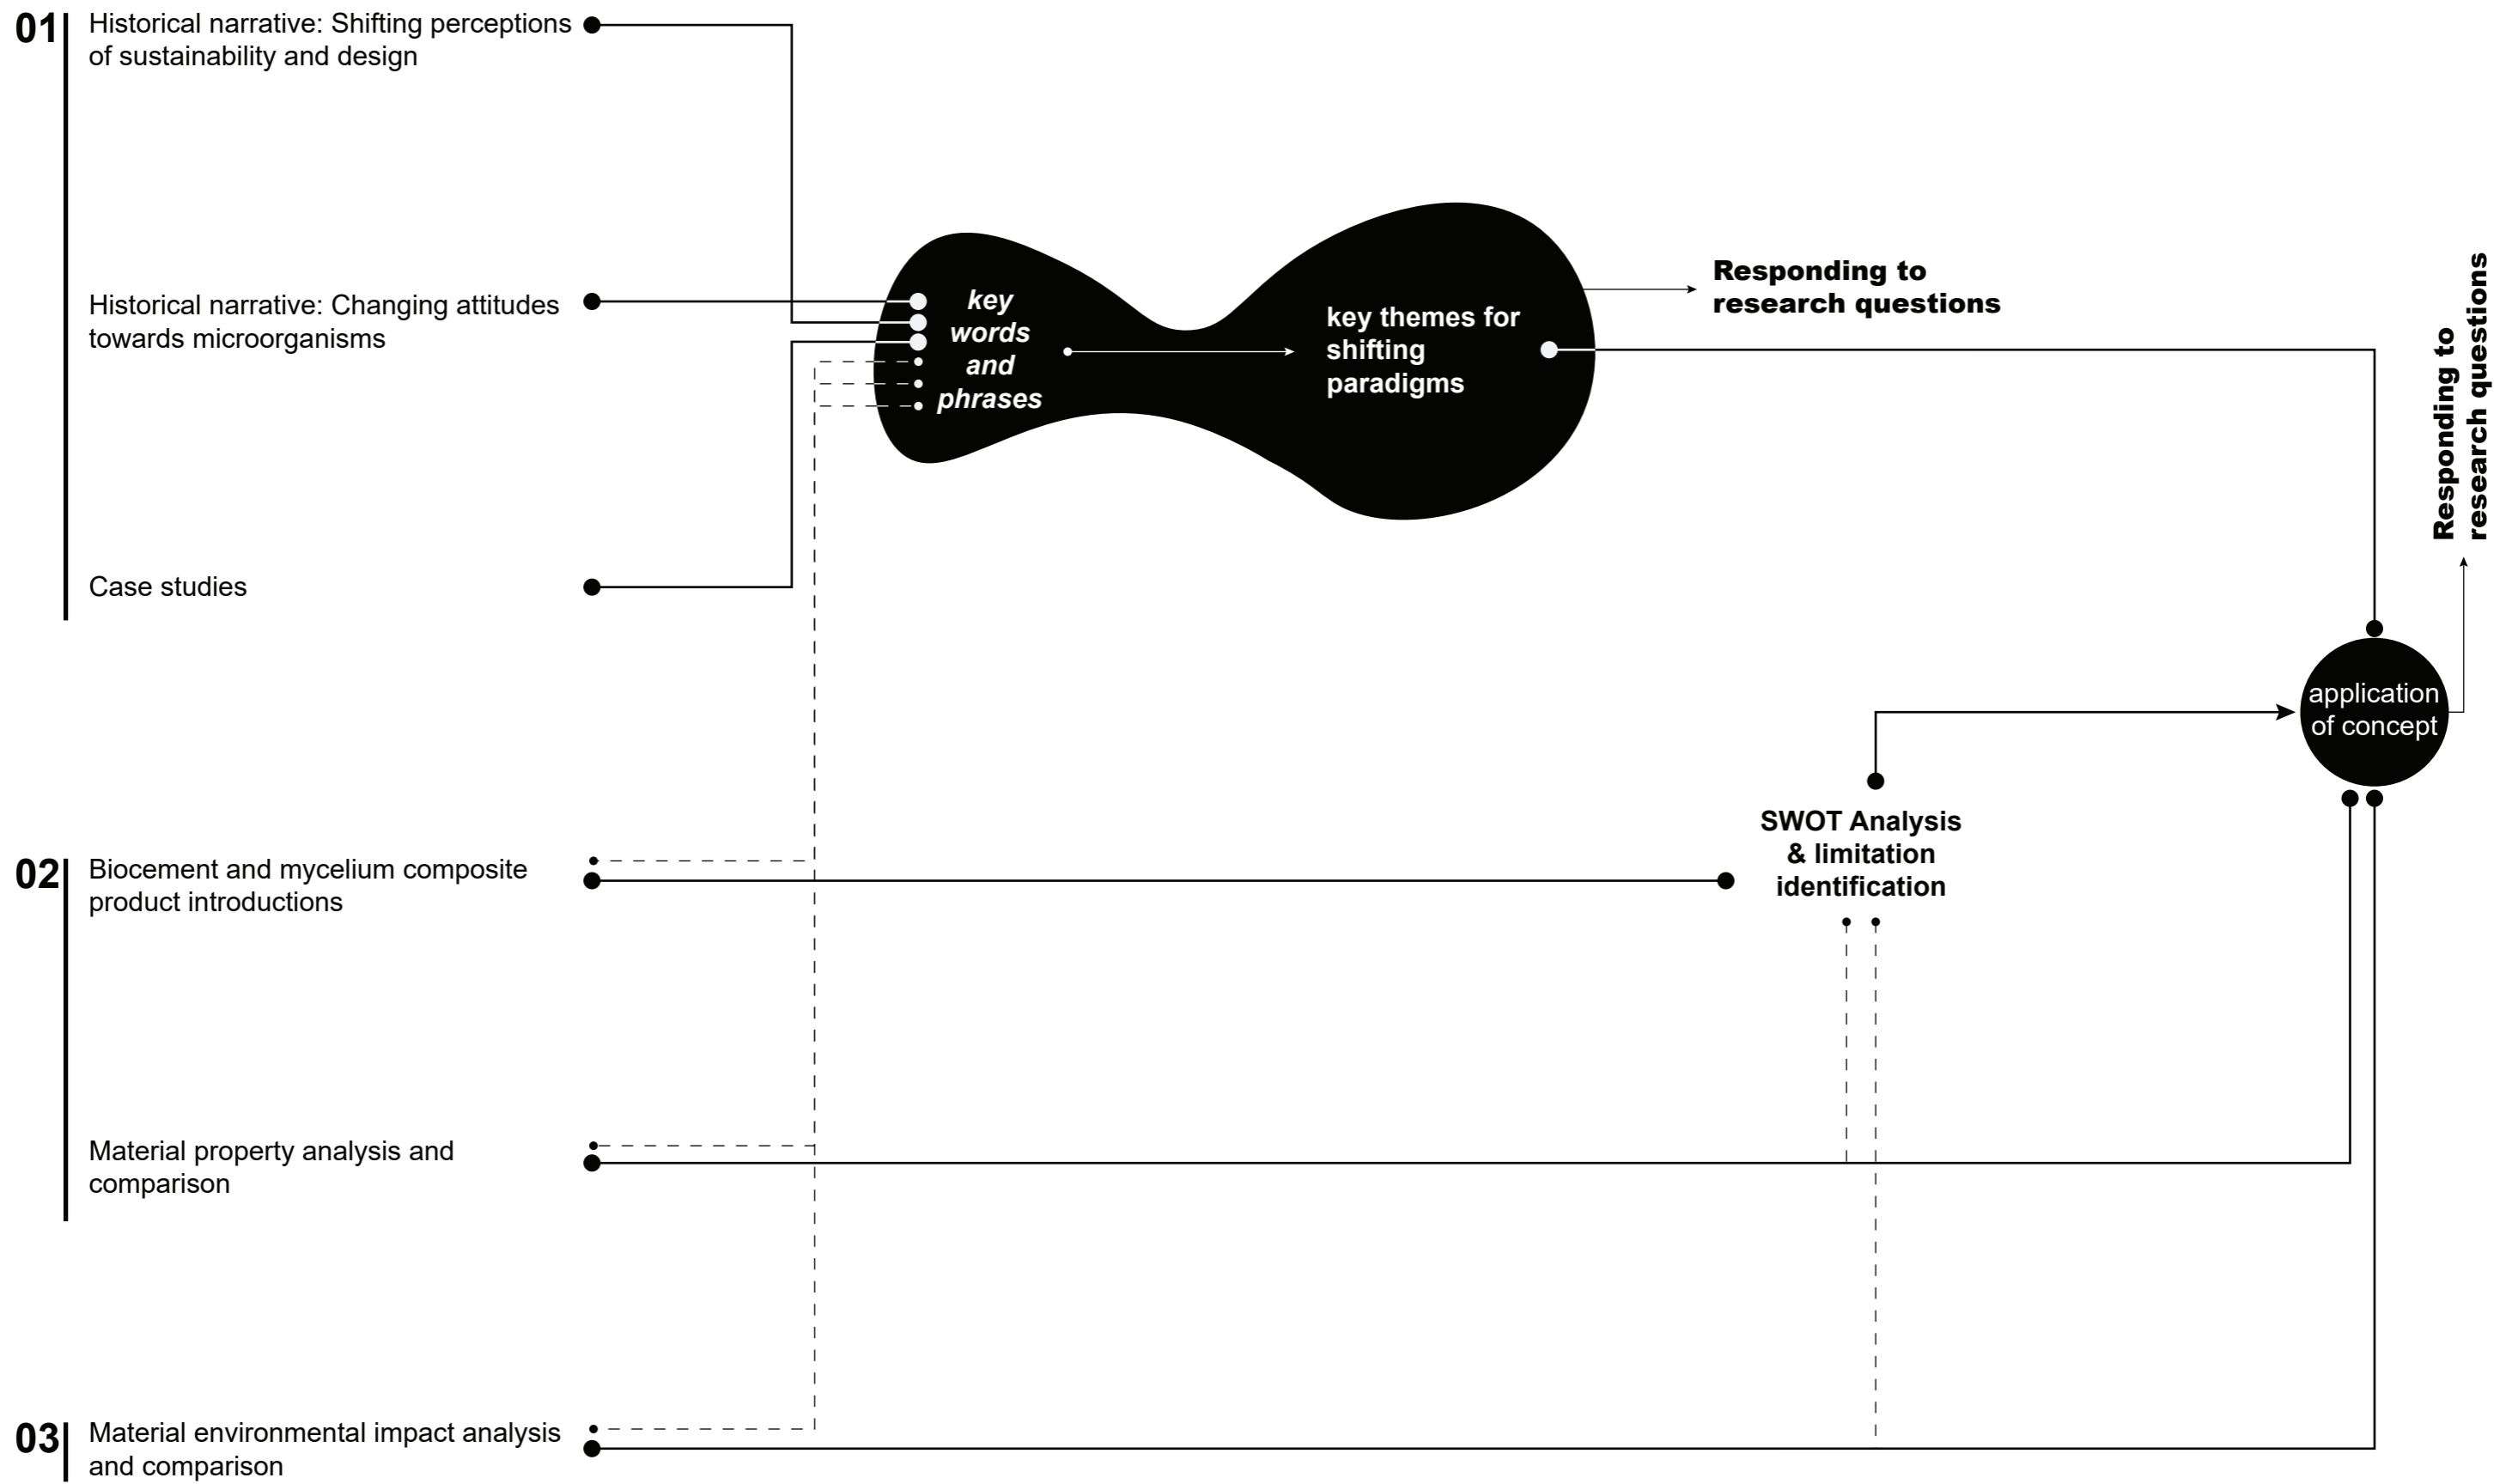 01
Historical narrative: Shifting perceptions
of sustainability and design
Historical narrative: Changing attitudes
towards microorganisms
Case studies
key
words
and
phrases
key themes for
shifting
paradigms
Responding to
research questions
Responding to
research questions
application
of concept
SWOT Analysis
& limitation
identification
02
Biocement and mycelium composite
product introductions
Material property analysis and
comparison
03
Material environmental impact analysis
and comparison